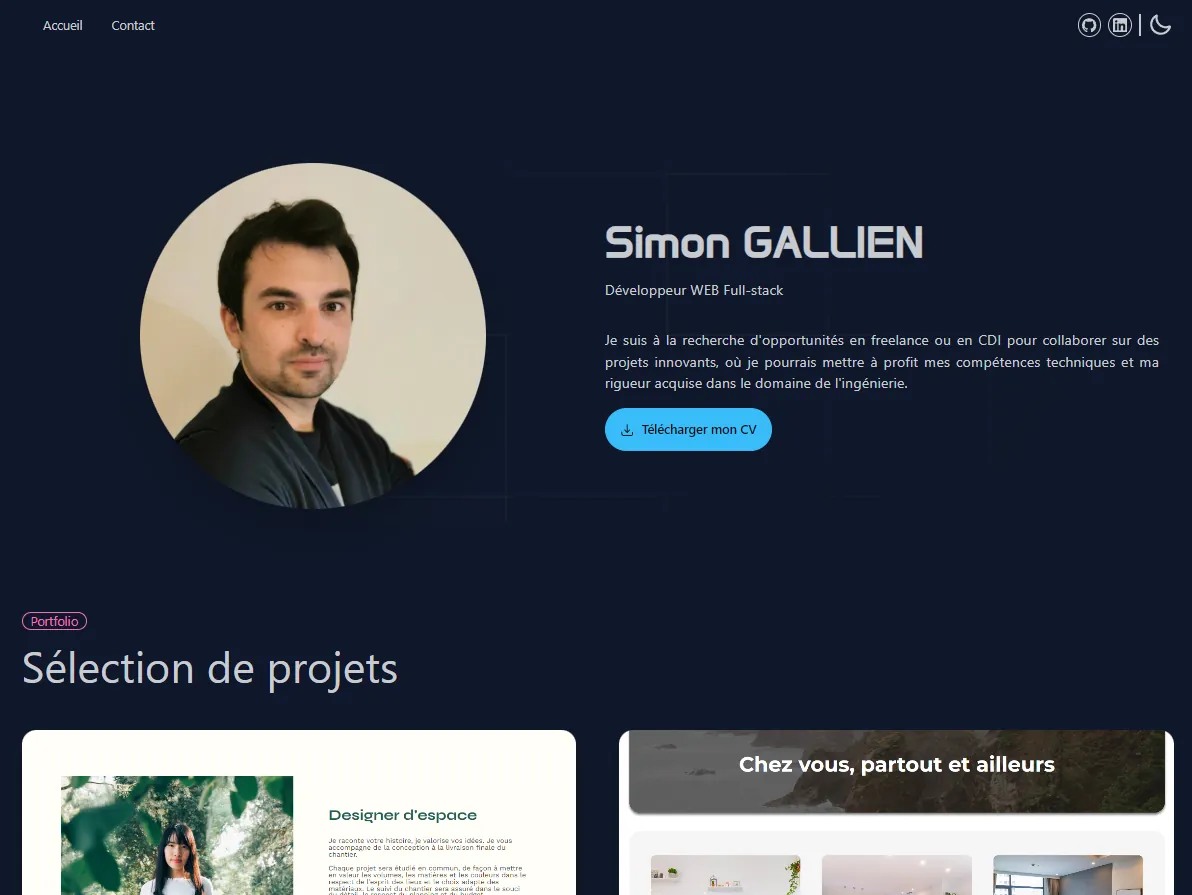 Accueil
Contact
Simon GALLIEN
Développeur WEB Full-stack
Je suis à la recherche d'opportunités en freelance ou en CDI pour collaborer sur des
projets innovants, où je pourrais mettre à profit mes compétences techniques et ma
rigueur acquise dans le domaine de l'ingénierie.
Télécharger mon CV
Portfolio
Sélection de projets
Designer d'espace
Je raconte votre histoire, je valorise vos idées. Je vous
accompagne de la conception à la livraison finale du
chantier.
Chaque projet sera étudié en commun, de façon à mettre
en valeur les volumes, les matières et les couleurs dans le
respect de l'esprit des lieux et le choix adapté des
matériaux. Le suivi du chantier sera assuré dans le souci
du détail, le respect du planning et du budget.
Chez vous, partout et ailleurs